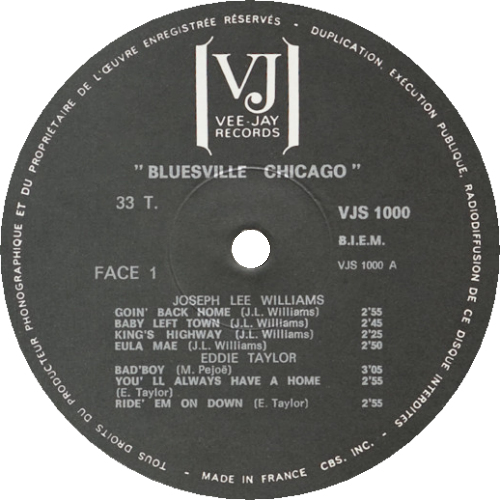 TOUS DROITS DU PRODUCTEUR PHONOGRAPHIQUE ET DU PROPRIÉTAIRE DE L'ŒUVRE ENREGISTRÉE RÉSERVÉS - DUPLICATION, EXÉCUTION PUBLIQUE, RADIODIFFUSION DE CE DISQUE INTERDITES
VJ
VEE-JAY
RECORDS
" BLUESVILLE CHICAGO "
33 T.
VJS 1000
B.I.E.M.
FACE 1
VJS 1000 A
JOSEPH LEE WILLIAMS
GOIN' BACK HOME (J.L. Williams) 2'55
BABY LEFT TOWN (J.L. Williams) 2'45
KING'S HIGHWAY (J.L. Williams) 2'25
EULA MAE (J.L. Williams) 2'50
EDDIE TAYLOR
BAD'BOY (M. Pejoë) 3'05
YOU' LL ALWAYS HAVE A HOME 2'55
(E. Taylor)
RIDE' EM ON DOWN (E. Taylor) 2'55
- MADE IN FRANCE CBS, INC. -